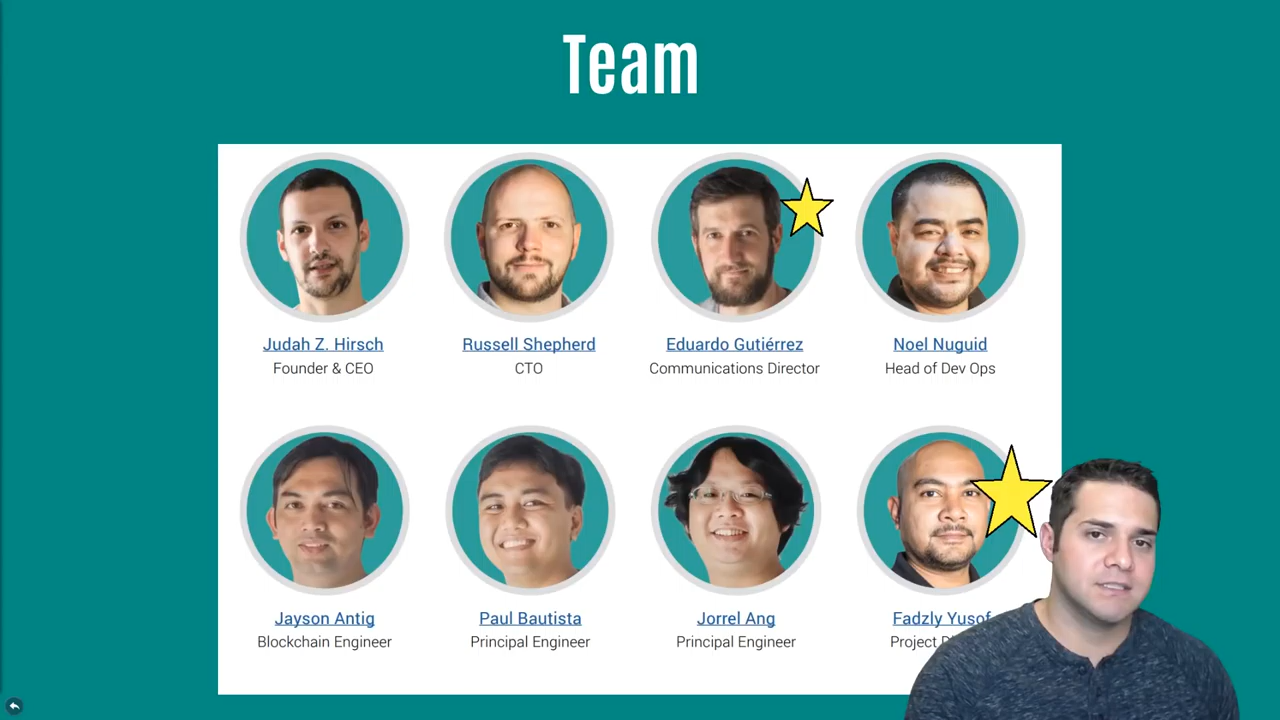 Team
Judah Z. Hirsch
Russell Shepherd
Eduardo Gutiérrez
Noel Nuguid
Founder & CEO
CTO
Communications Director
Head of Dev Ops
Jayson Antig
Paul Bautista
Jorrel Ang
Fadzly Yusof
Blockchain Engineer
Principal Engineer
Principal Engineer
Project